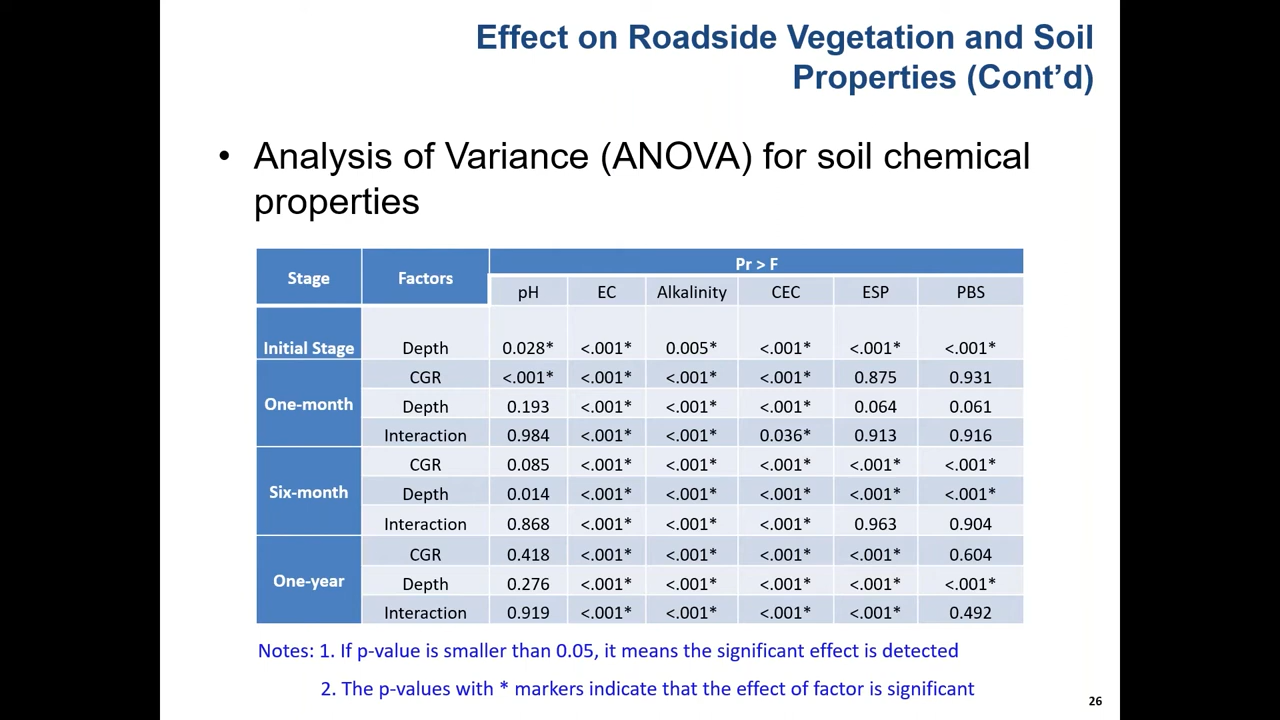 Effect on Roadside Vegetation and Soil
Properties (Cont’d)
• Analysis of Variance (ANOVA) for soil chemical
properties
Stage Factors Pr > F
pH EC Alkalinity CEC ESP PBS
Initial Stage Depth 0.028* <.001* 0.005* <.001* <.001* <.001*
One-month CGR <.001* <.001* <.001* <.001* 0.875 0.931
Depth 0.193 <.001* <.001* <.001* 0.064 0.061
Interaction 0.984 <.001* <.001* 0.036* 0.913 0.916
Six-month CGR 0.085 <.001* <.001* <.001* <.001* <.001*
Depth 0.014 <.001* <.001* <.001* <.001* <.001*
Interaction 0.868 <.001* <.001* <.001* 0.963 0.904
One-year CGR 0.418 <.001* <.001* <.001* <.001* 0.604
Depth 0.276 <.001* <.001* <.001* <.001* <.001*
Interaction 0.919 <.001* <.001* <.001* <.001* 0.492
Notes: 1. If p-value is smaller than 0.05, it means the significant effect is detected
2. The p-values with * markers indicate that the effect of factor is significant
26